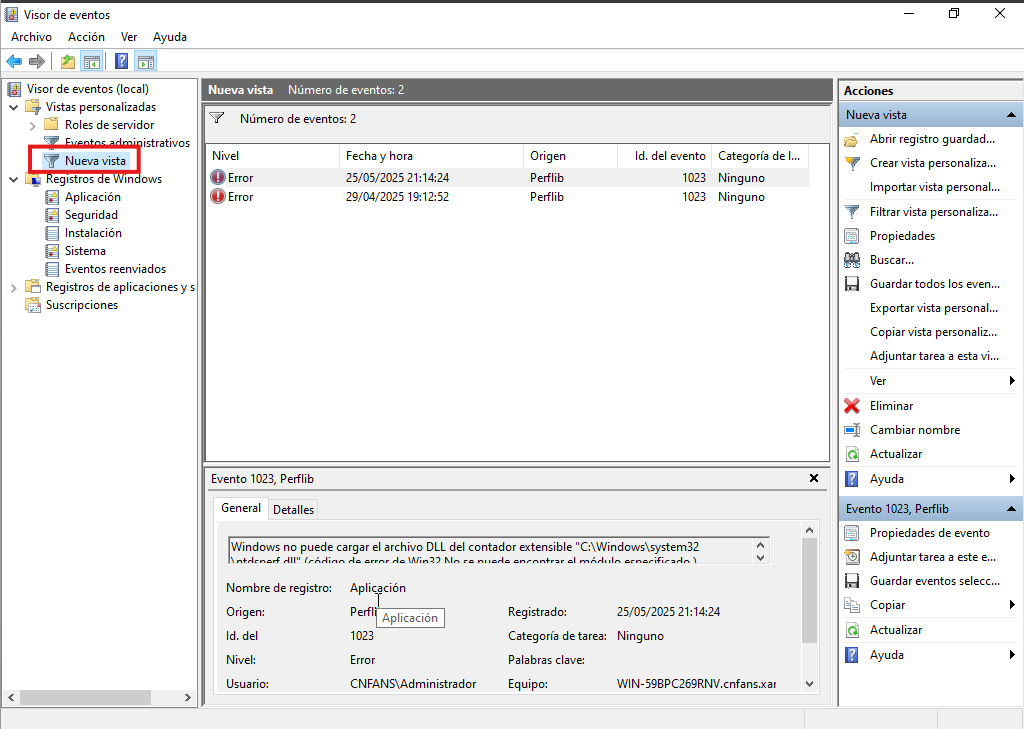 Visor de eventos
Archivo Acción Ver Ayuda
Visor de eventos (local)
Vistas personalizadas
Roles de servidor
Eventos administrativos
Nueva vista
Registros de Windows
Aplicación
Seguridad
Instalación
Sistema
Eventos reenviados
Registros de aplicaciones y s
Suscripciones
Nueva vista Número de eventos: 2
Número de eventos: 2
Nivel Fecha y hora Origen Id. del evento Categoría de l...
Error 25/05/2025 21:14:24 Perflib 1023 Ninguno
Error 29/04/2025 19:12:52 Perflib 1023 Ninguno
Evento 1023, Perflib
General Detalles
Windows no puede cargar el archivo DLL del contador extensible "C:\Windows\system32
\ntdsperf.dll" (código de error de Win32 No se puede encontrar el módulo especificado.).
Nombre de registro: Aplicación
Origen: Perfli Registrado: 25/05/2025 21:14:24
Aplicación
Id. del 1023 Categoría de tarea: Ninguno
Nivel: Error Palabras clave:
Usuario: CNFANS\Administrador Equipo: WIN-59BPC269RNV.cnfans.xar
Acciones
Nueva vista
Abrir registro guardad...
Crear vista personaliza...
Importar vista personal...
Filtrar vista personaliza...
Propiedades
Buscar...
Guardar todos los even...
Exportar vista personal...
Copiar vista personaliz...
Adjuntar tarea a esta vi...
Ver
Eliminar
Cambiar nombre
Actualizar
Ayuda
Evento 1023, Perflib
Propiedades de evento
Adjuntar tarea a este e...
Guardar eventos selecc...
Copiar
Actualizar
Ayuda